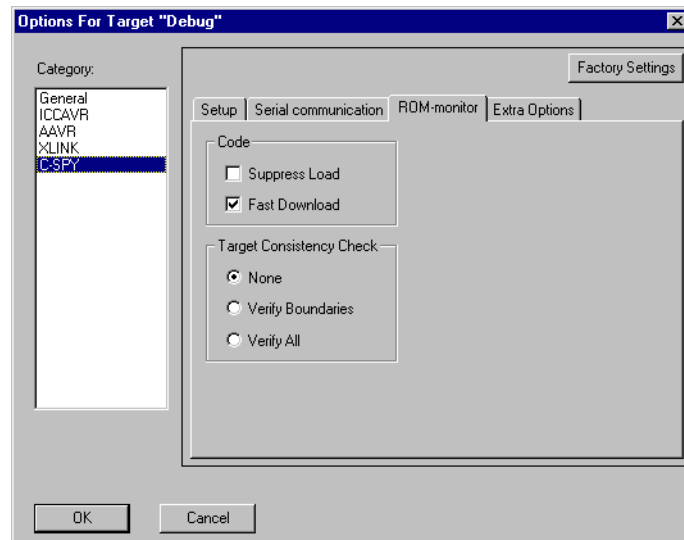 Options For Target "Debug"
Category:
Factory Settings
General
ICCAVR
AAVR
XLINK
C-SPY
Setup
Serial communication
ROM-monitor
Extra Options
Code
Suppress Load
Fast Download
Target Consistency Check
None
Verify Boundaries
Verify All
OK
Cancel